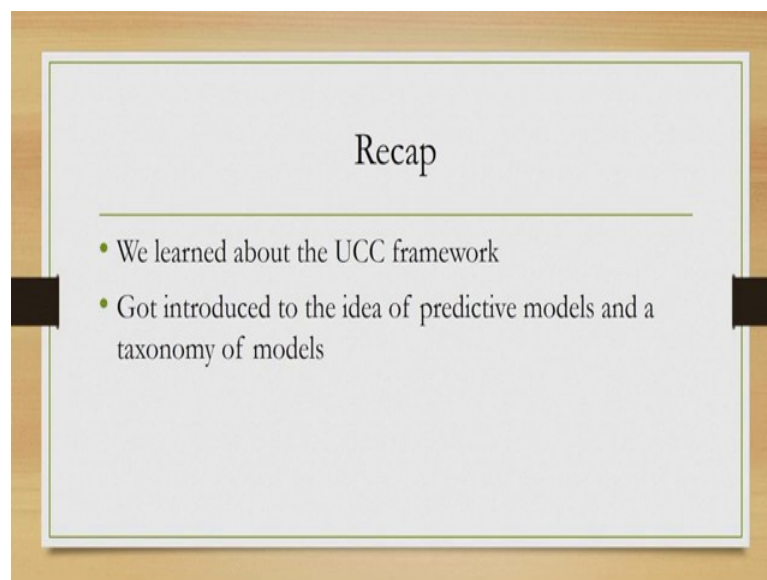 Recap
• We learned about the UCC framework
• Got introduced to the idea of predictive models and a
taxonomy of models